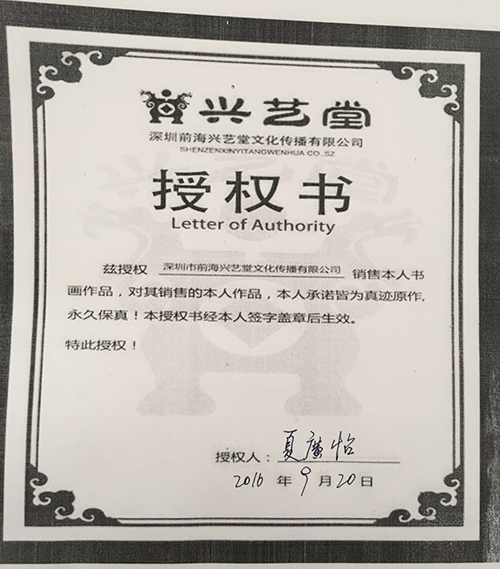 兴艺堂
深圳前海兴艺堂文化传播有限公司
SHENZENXINYITANGWENHUA CO.,SZ
授权书
Letter of Authority
兹授权 深圳市前海兴艺堂文化传播有限公司 销售本人书
画作品，对其销售的本人作品，本人承诺皆为真迹原作，
永久保真！本授权书经本人签字盖章后生效。
特此授权！
授权人：夏廣怡
2016 年 9 月 20 日